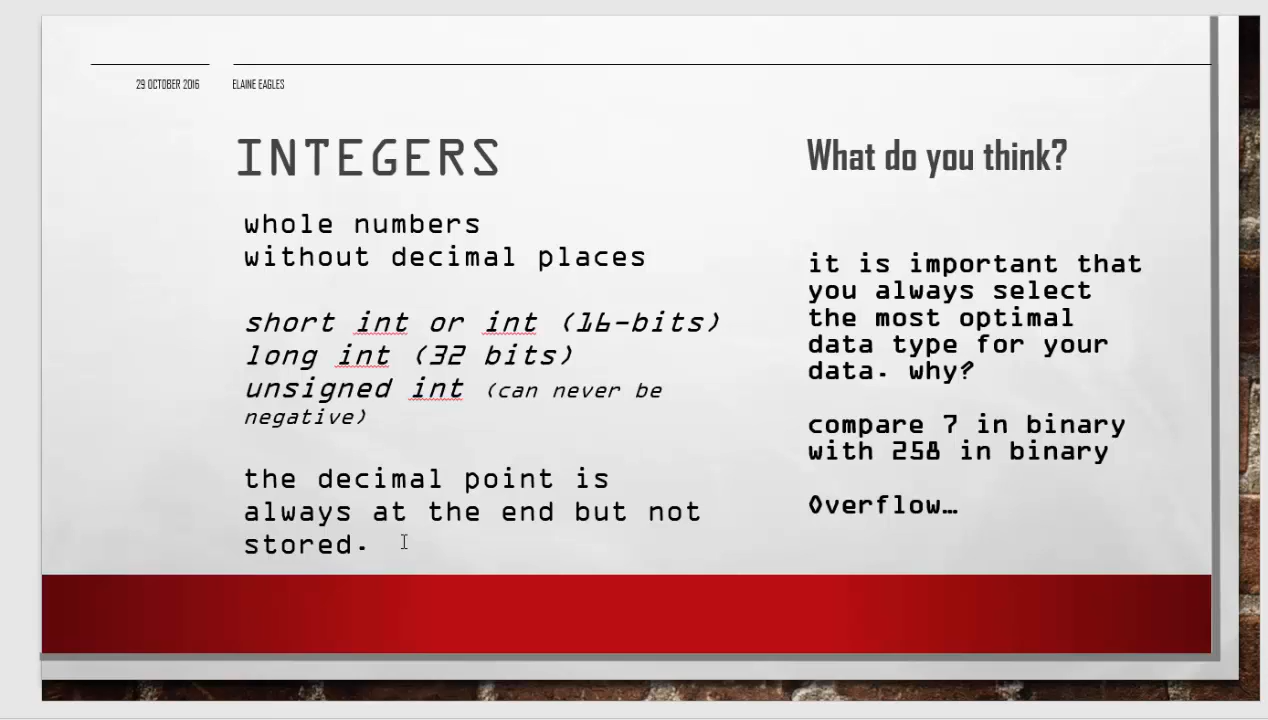 29 OCTOBER 2016
ELAINE EAGLES
INTEGERS
whole numbers
without decimal places
short int or int (16-bits)
long int (32 bits)
unsigned int (can never be
negative)
the decimal point is
always at the end but not
stored.
What do you think?
it is important that
you always select
the most optimal
data type for your
data. why?
compare 7 in binary
with 258 in binary
Overflow…